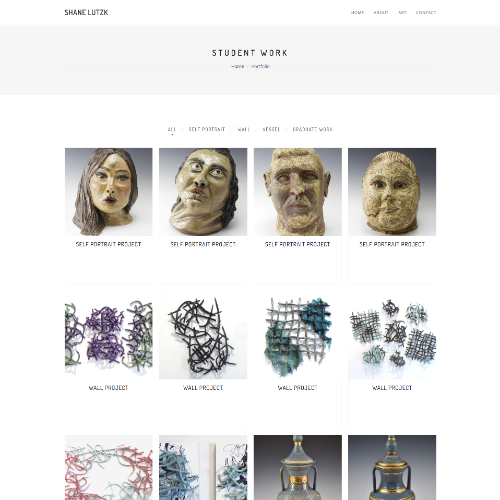 SHANE LUTZK
HOME ABOUT ART CONTACT
STUDENT WORK
Home Portfolio
ALL SELF PORTRAIT WALL VESSEL GRADUATE WORK
SELF PORTRAIT PROJECT SELF PORTRAIT PROJECT SELF PORTRAIT PROJECT SELF PORTRAIT PROJECT
WALL PROJECT WALL PROJECT WALL PROJECT WALL PROJECT